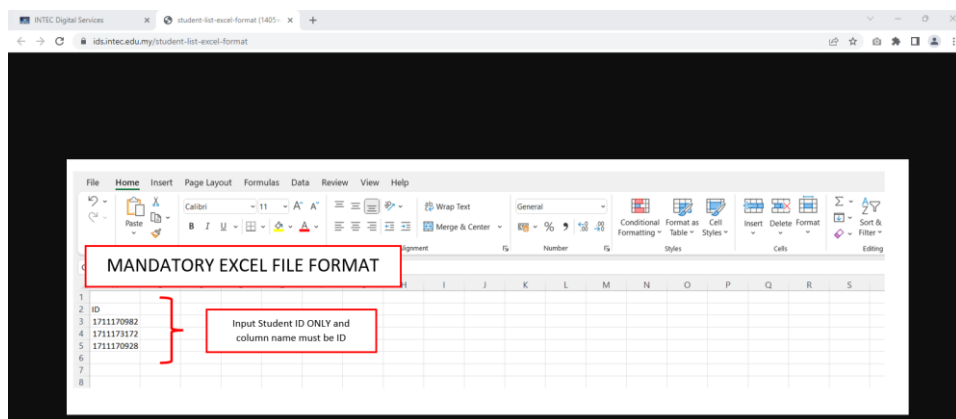 INTEC Digital Services
student-list-excel-format (1405×
ids.intec.edu.my/student-list-excel-format
File Home Insert Page Layout Formulas Data Review View Help
Paste
Calibri 11
Wrap Text
Merge & Center
General
Conditional Formatting
Format as Table
Cell Styles
Insert Delete Format
Sort & Filter
Number Styles Cells Editing
MANDATORY EXCEL FILE FORMAT
H I J K L M N O P Q R S
1
2 ID
3 1711170982
4 1711173172
5 1711170928
6
7
8
Input Student ID ONLY and
column name must be ID